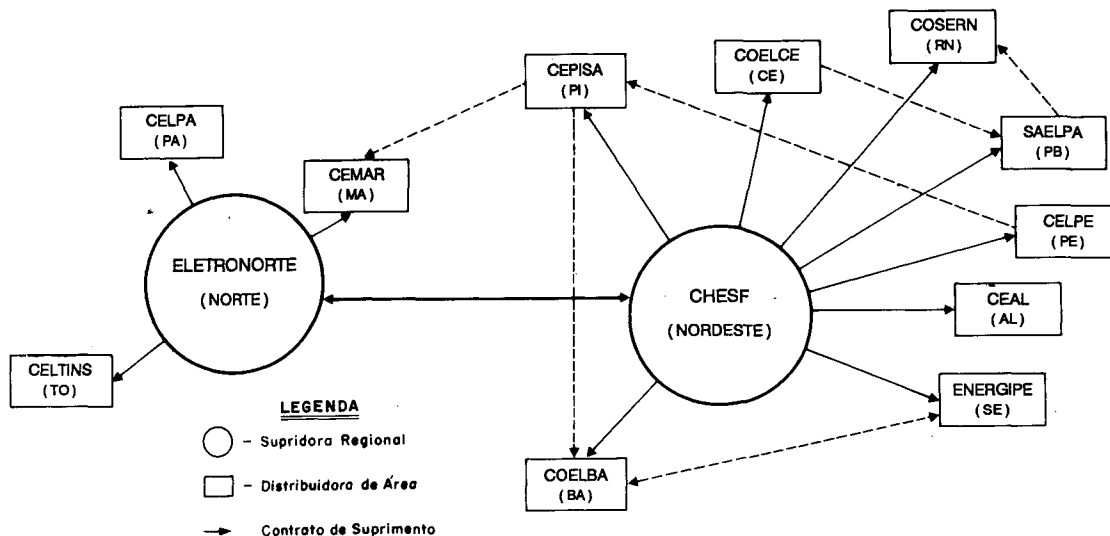 COSERN
(RN)
COELCE
(CE)
CEPISA
(PI)
CELPA
(PA)
SAELPA
(PB)
CEMAR
(MA)
CELPE
(PE)
ELETRONORTE
(NORTE)
CHESF
(NORDESTE)
CEAL
(AL)
CELTINS
(TO)
ENERGIPE
(SE)
COELBA
(BA)
LEGENDA
- Supridora Regional
- Distribuidora de Área
- Contrato de Suprimento